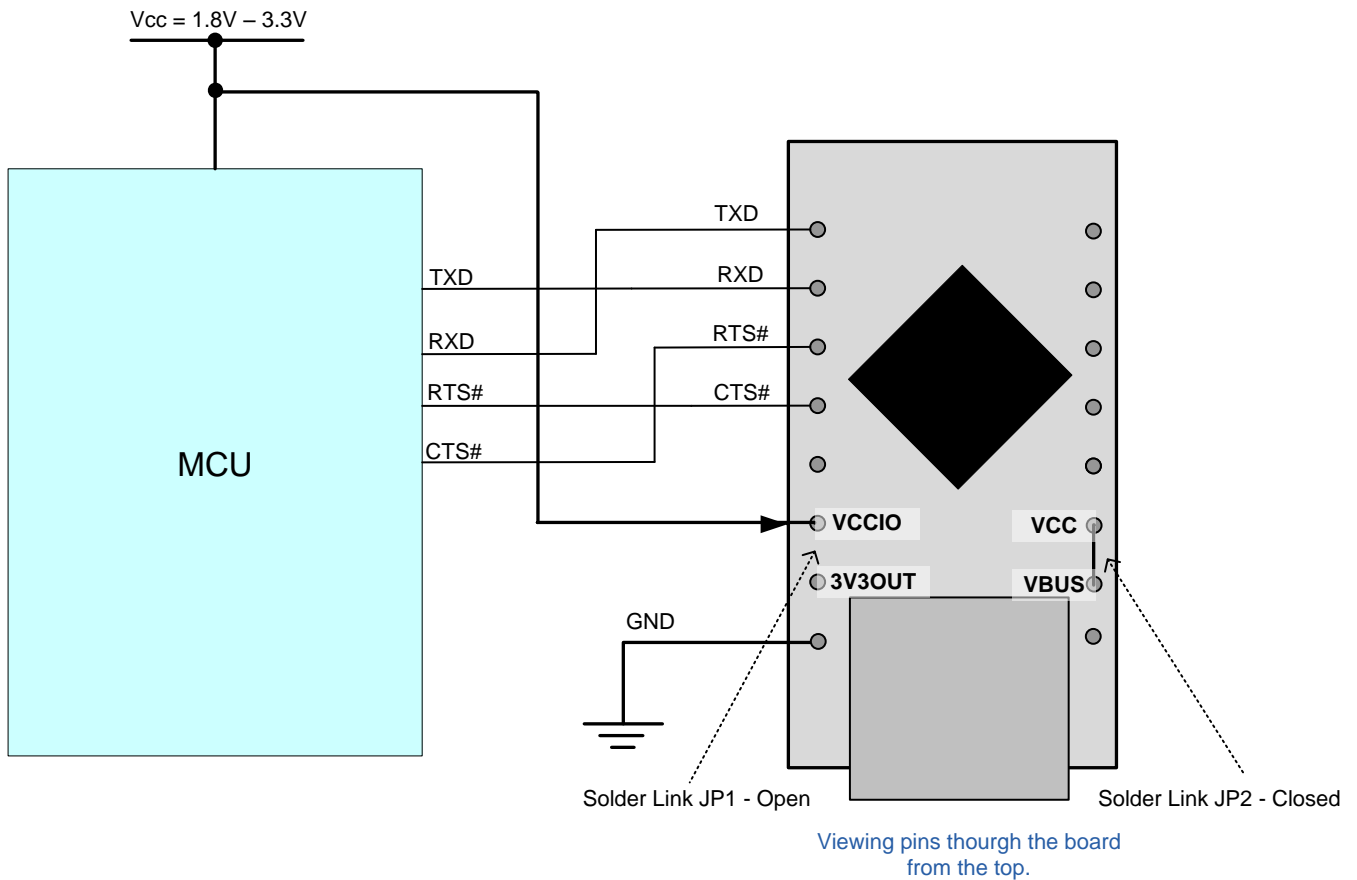 Vcc = 1.8V – 3.3V
TXD
TXD
RXD
RXD
RTS#
RTS#
CTS#
CTS#
MCU
VCCIO
VCC
3V3OUT
VBUS
GND
Solder Link JP1 - Open
Solder Link JP2 - Closed
Viewing pins thourgh the board
from the top.